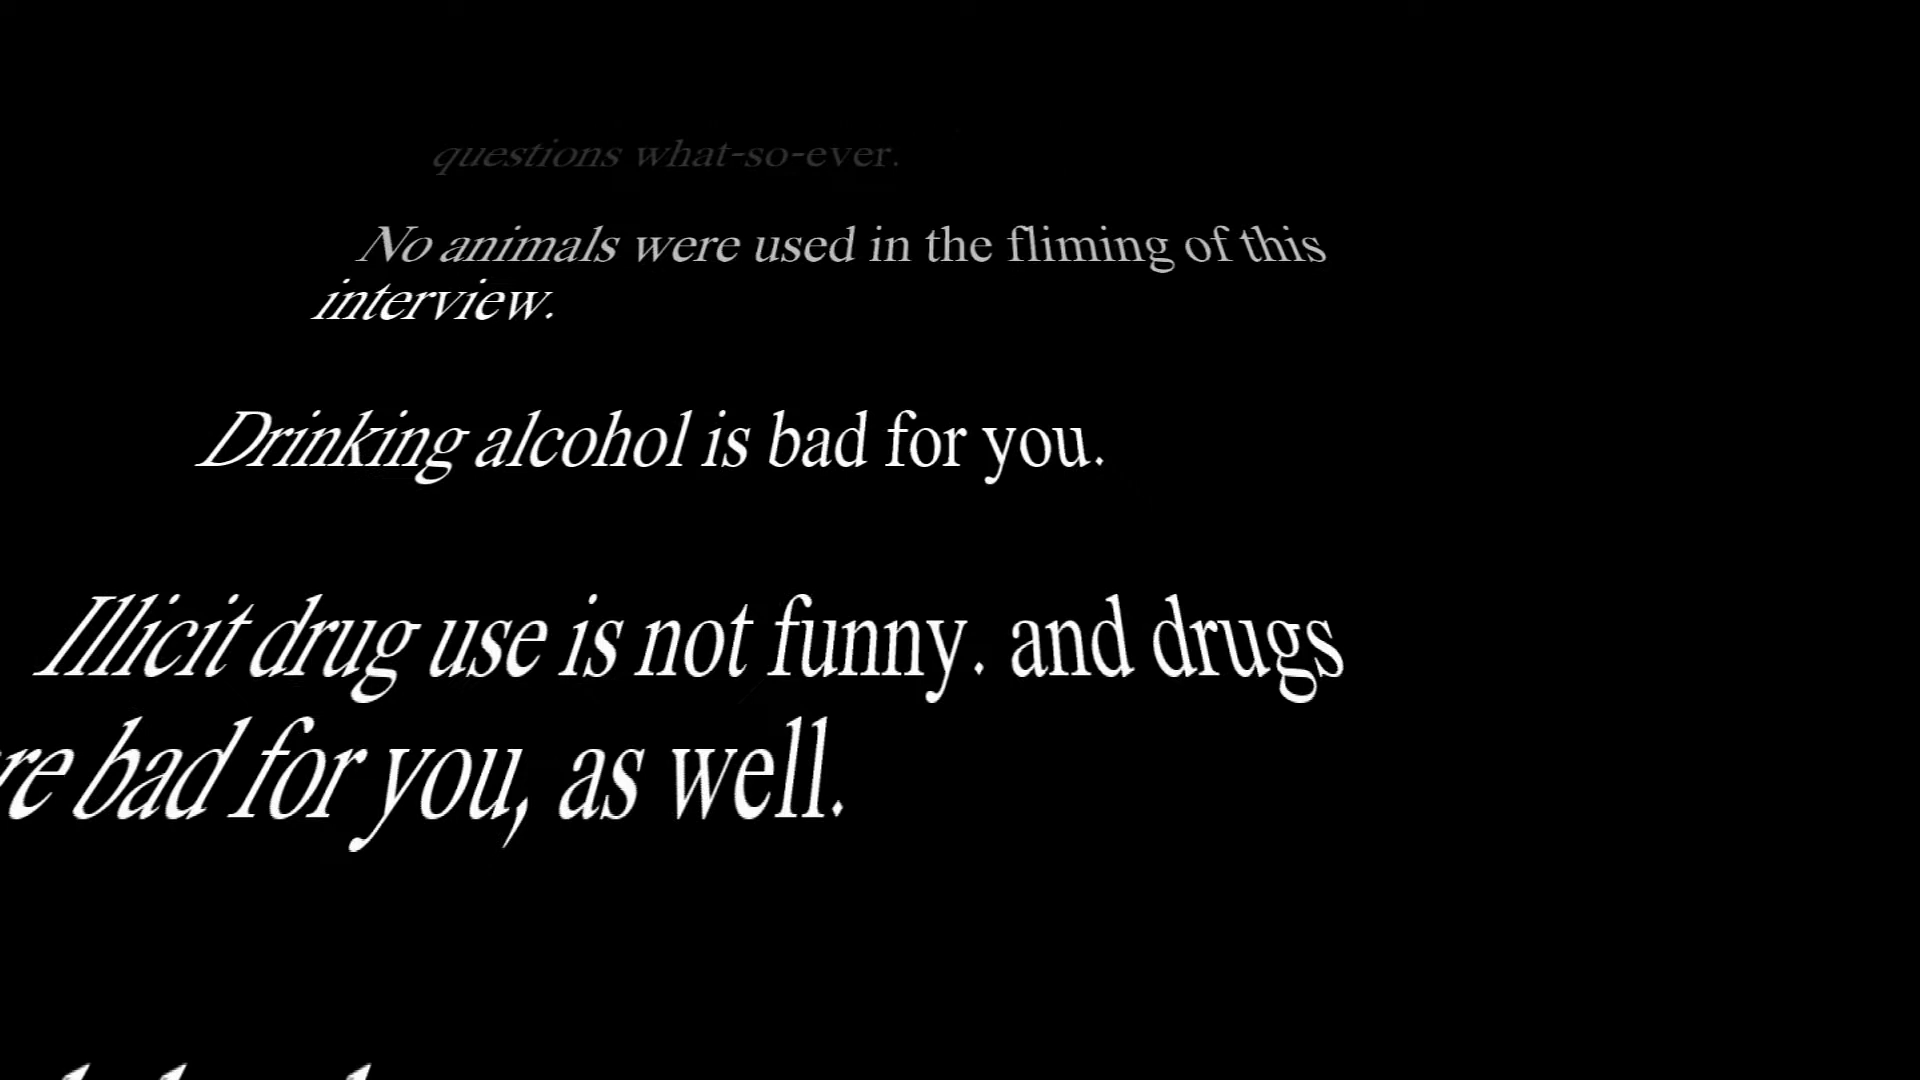 questions what-so-ever.
No animals were used in the fliming of this
interview.
Drinking alcohol is bad for you.
Illicit drug use is not funny. and drugs
bad for you, as well.